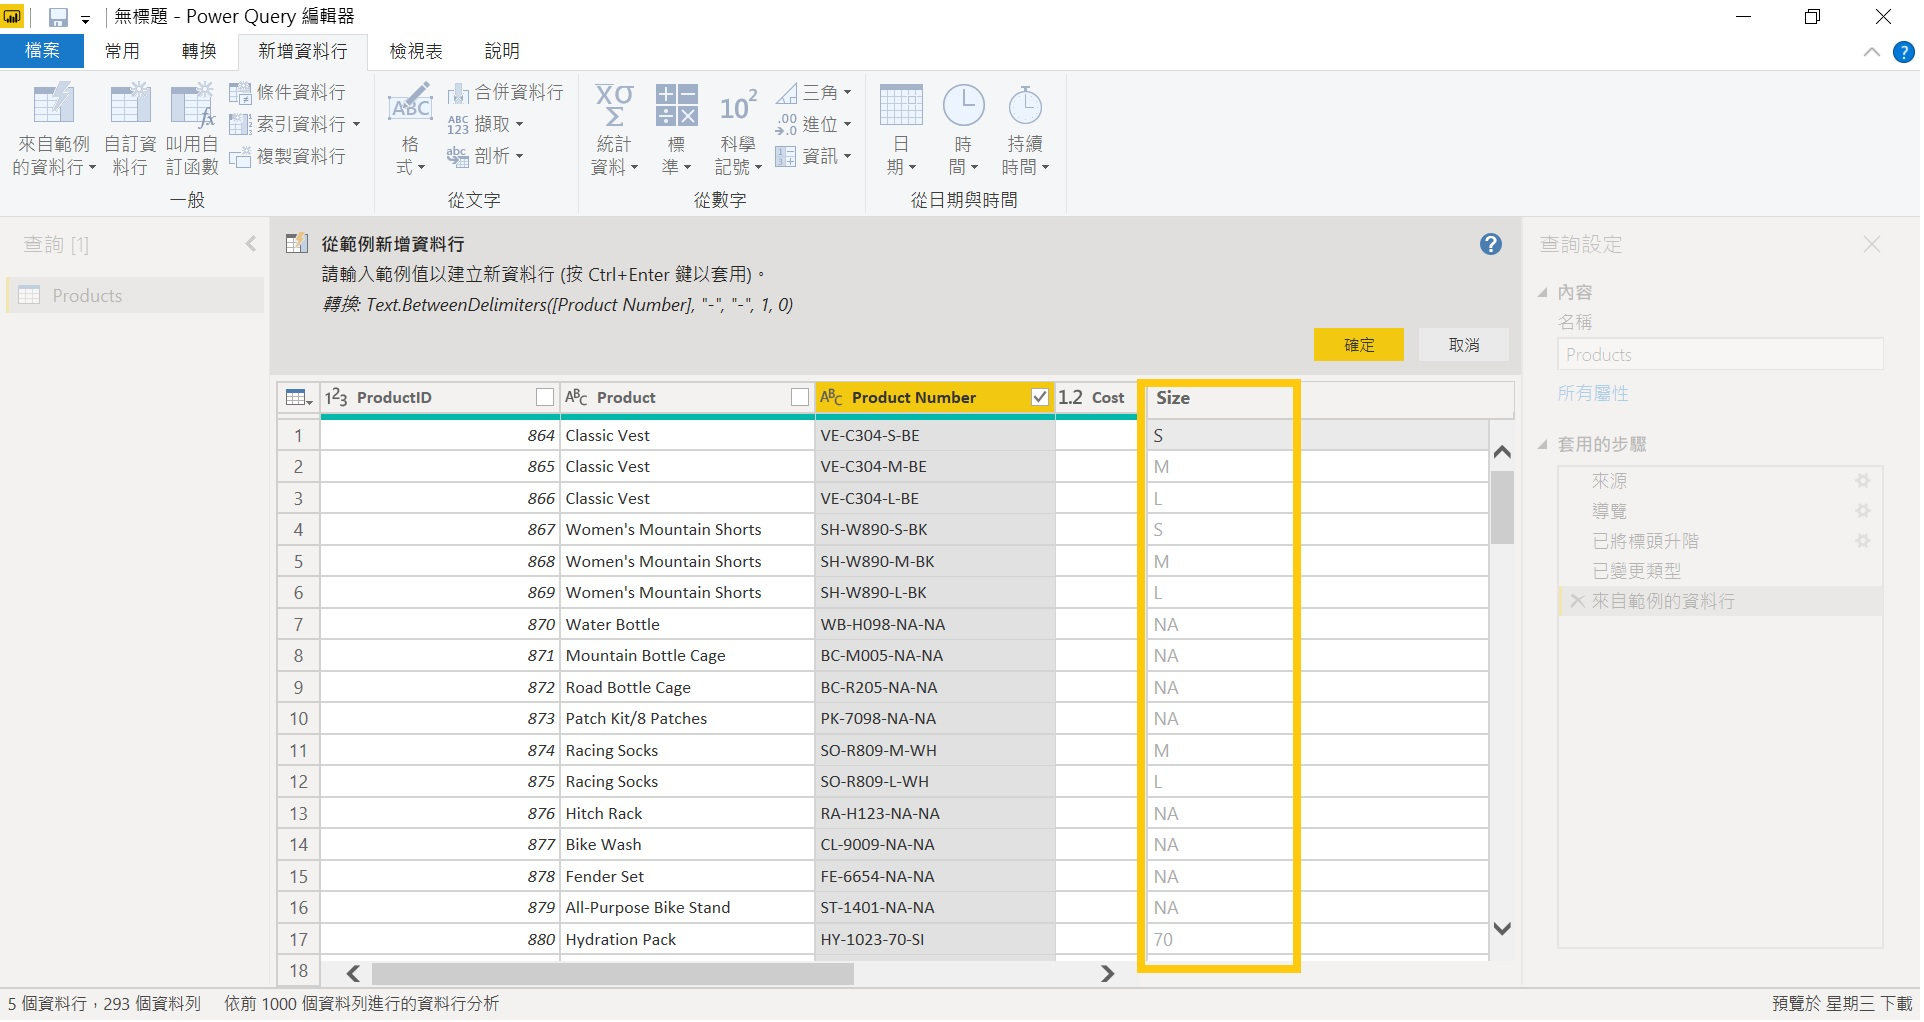 無標題 - Power Query 編輯器
檔案 常用 轉換 新增資料行 檢視表 說明
來自範例的資料行
自訂資料行
叫用自訂函數
條件資料行
索引資料行
複製資料行
一般
格式
合併資料行
擷取
剖析
從文字
統計資料
標準
科學記號
三角
進位
資訊
從數字
日期
時間
持續時間
從日期與時間
查詢 [1]
Products
從範例新增資料行
請輸入範例值以建立新資料行 (按 Ctrl+Enter 鍵以套用)。
轉換: Text.BetweenDelimiters([Product Number], "-", "-", 1, 0)
確定 取消
ProductID Product Product Number 1.2 Cost Size
1 864 Classic Vest VE-C304-S-BE S
2 865 Classic Vest VE-C304-M-BE M
3 866 Classic Vest VE-C304-L-BE L
4 867 Women's Mountain Shorts SH-W890-S-BK S
5 868 Women's Mountain Shorts SH-W890-M-BK M
6 869 Women's Mountain Shorts SH-W890-L-BK L
7 870 Water Bottle WB-H098-NA-NA NA
8 871 Mountain Bottle Cage BC-M005-NA-NA NA
9 872 Road Bottle Cage BC-R205-NA-NA NA
10 873 Patch Kit/8 Patches PK-7098-NA-NA NA
11 874 Racing Socks SO-R809-M-WH M
12 875 Racing Socks SO-R809-L-WH L
13 876 Hitch Rack RA-H123-NA-NA NA
14 877 Bike Wash CL-9009-NA-NA NA
15 878 Fender Set FE-6654-NA-NA NA
16 879 All-Purpose Bike Stand ST-1401-NA-NA NA
17 880 Hydration Pack HY-1023-70-SI 70
18
查詢設定
內容
名稱
Products
所有屬性
套用的步驟
來源
導覽
已將標頭升階
已變更類型
來自範例的資料行
5 個資料行，293 個資料列 依前 1000 個資料列進行的資料行分析
預覽於 星期三 下載